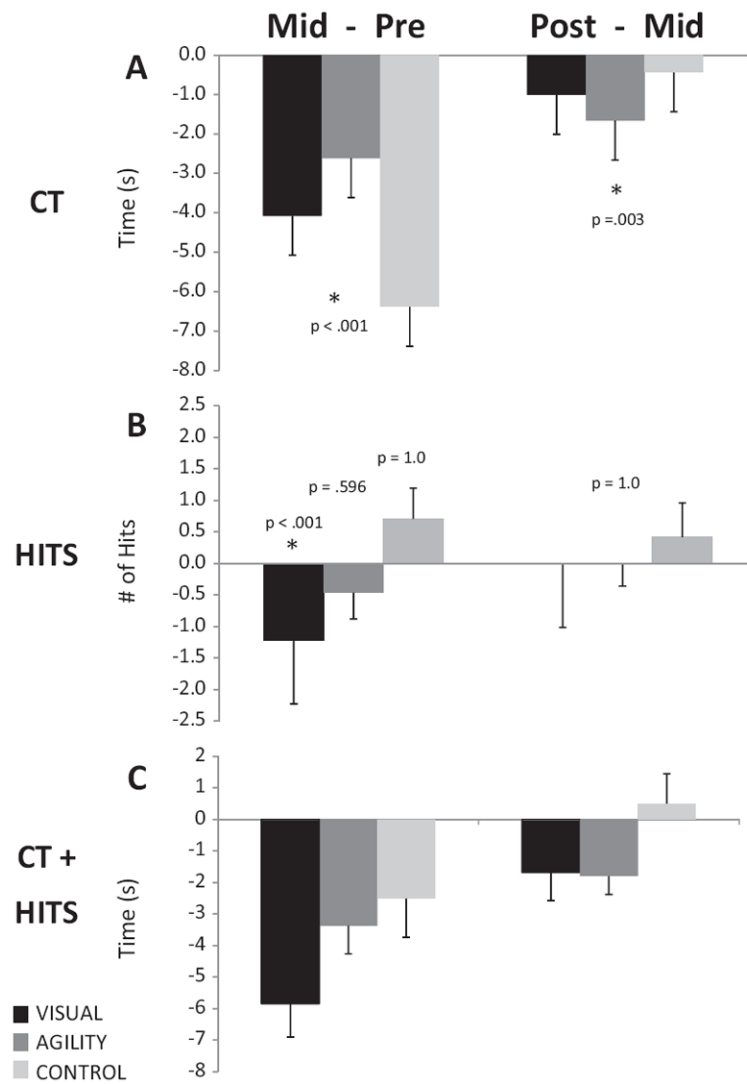 Mid - Pre
Post - Mid
A
CT
Time (s)
0.0
-1.0
-2.0
-3.0
-4.0
-5.0
-6.0
-7.0
-8.0
*
p < .001
*
p =.003
B
HITS
# of Hits
2.5
2.0
1.5
1.0
0.5
0.0
-0.5
-1.0
-1.5
-2.0
-2.5
p < .001
*
p = .596
p = 1.0
p = 1.0
C
CT +
HITS
Time (s)
2
1
0
-1
-2
-3
-4
-5
-6
-7
-8
VISUAL
AGILITY
CONTROL